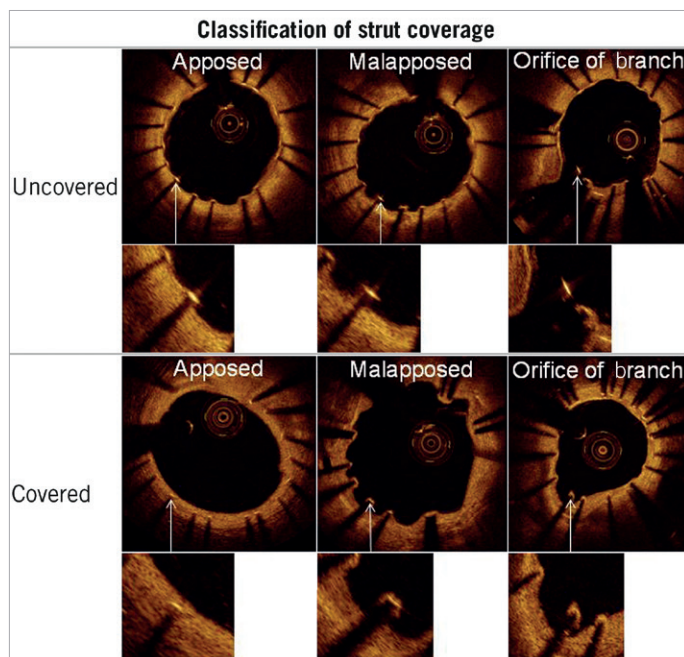 Classification of strut coverage
Apposed Malapposed Orifice of branch
Uncovered
Apposed Malapposed Orifice of branch
Covered